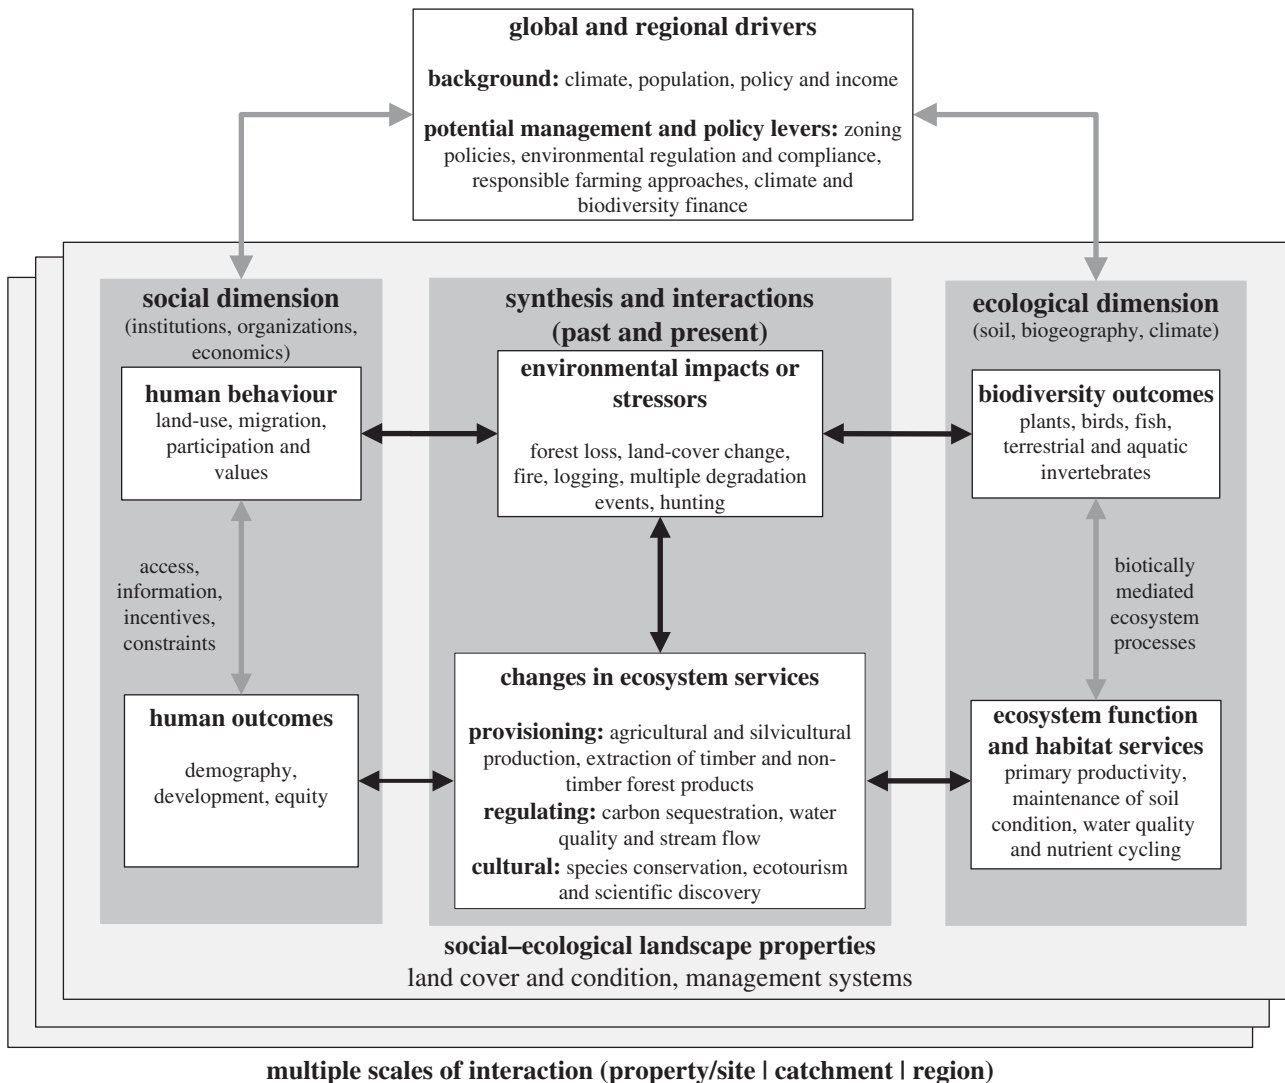 global and regional drivers
background: climate, population, policy and income
potential management and policy levers: zoning
policies, environmental regulation and compliance,
responsible farming approaches, climate and
biodiversity finance
social dimension
(institutions, organizations,
economics)
human behaviour
land-use, migration,
participation and
values
access,
information,
incentives,
constraints
human outcomes
demography,
development, equity
synthesis and interactions
(past and present)
environmental impacts or
stressors
forest loss, land-cover change,
fire, logging, multiple degradation
events, hunting
changes in ecosystem services
provisioning: agricultural and silvicultural
production, extraction of timber and non-
timber forest products
regulating: carbon sequestration, water
quality and stream flow
cultural: species conservation, ecotourism
and scientific discovery
ecological dimension
(soil, biogeography, climate)
biodiversity outcomes
plants, birds, fish,
terrestrial and aquatic
invertebrates
biotically
mediated
ecosystem
processes
ecosystem function
and habitat services
primary productivity,
maintenance of soil
condition, water quality
and nutrient cycling
social–ecological landscape properties
land cover and condition, management systems
multiple scales of interaction (property/site | catchment | region)